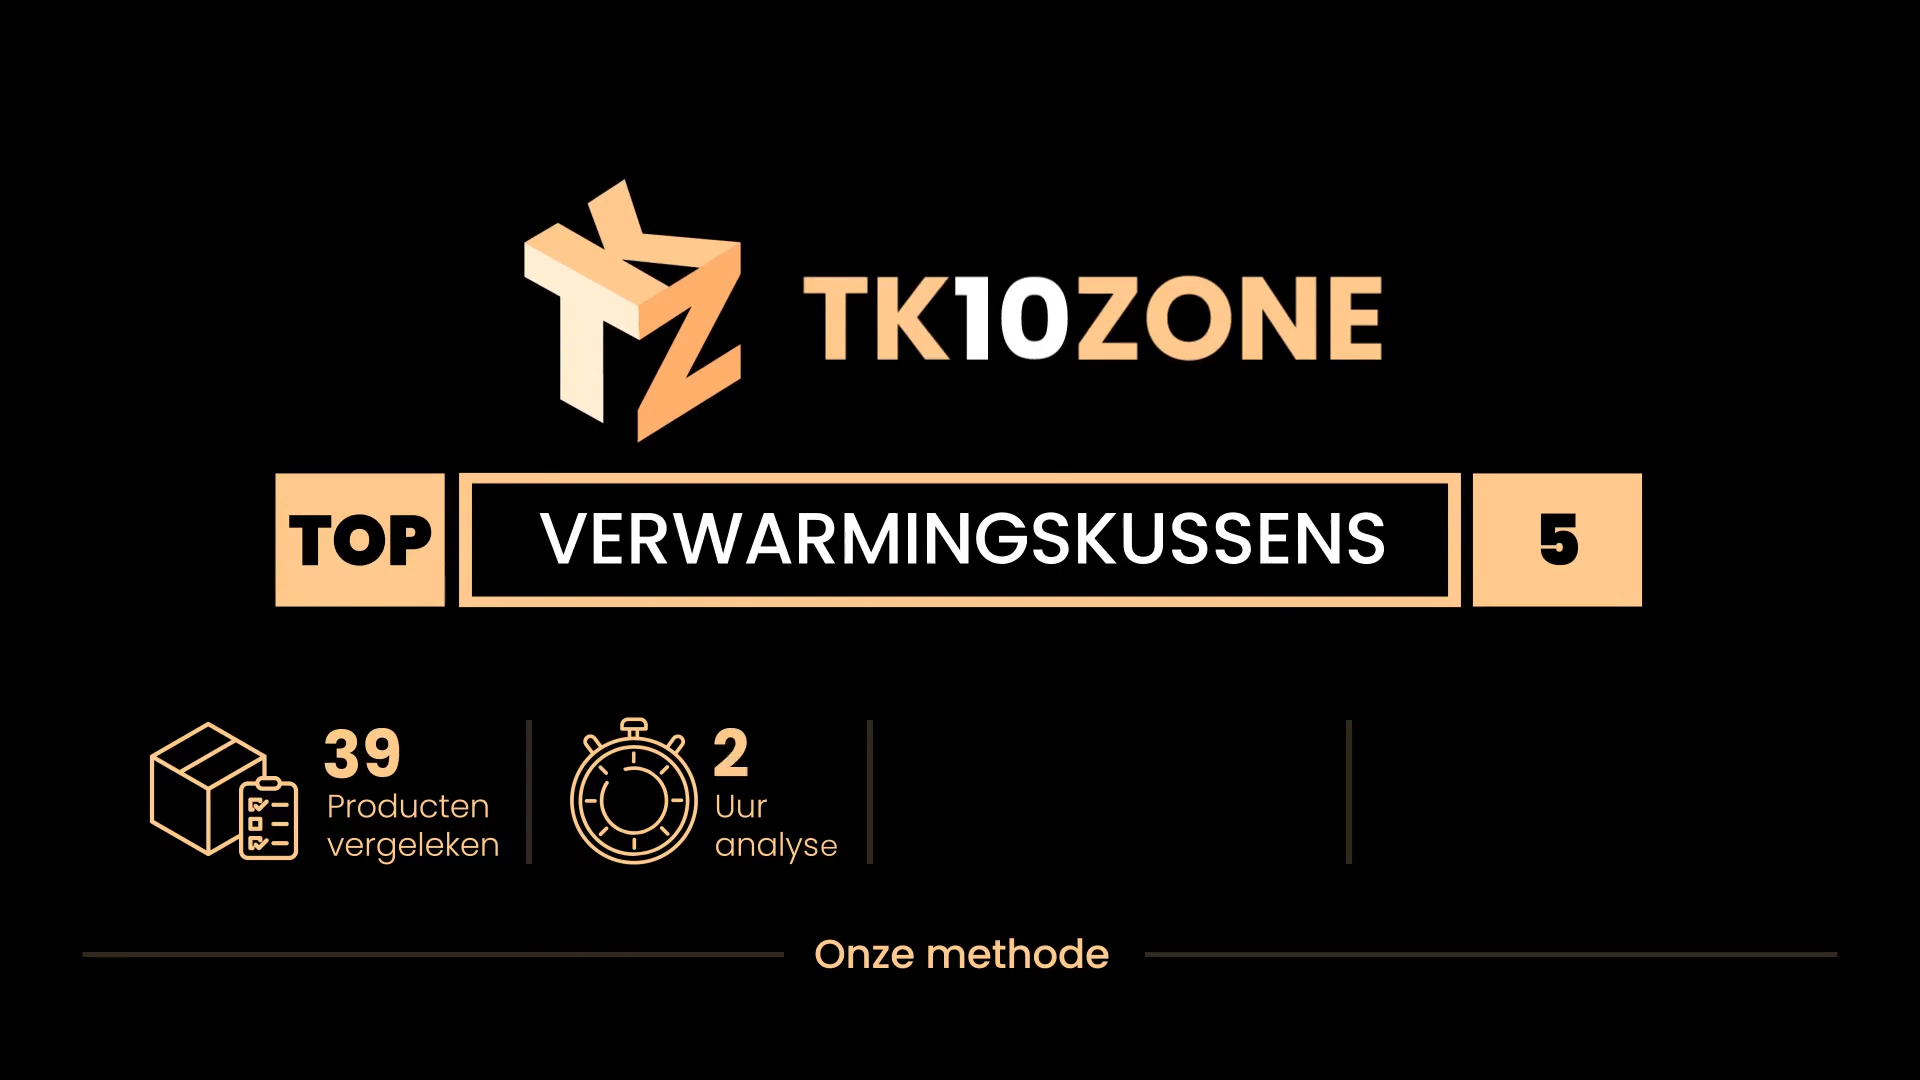 TK10ZONE
TOP VERWARMINGSKUSSENS 5
39
Producten
vergeleken
2
Uur
analyse
Onze methode